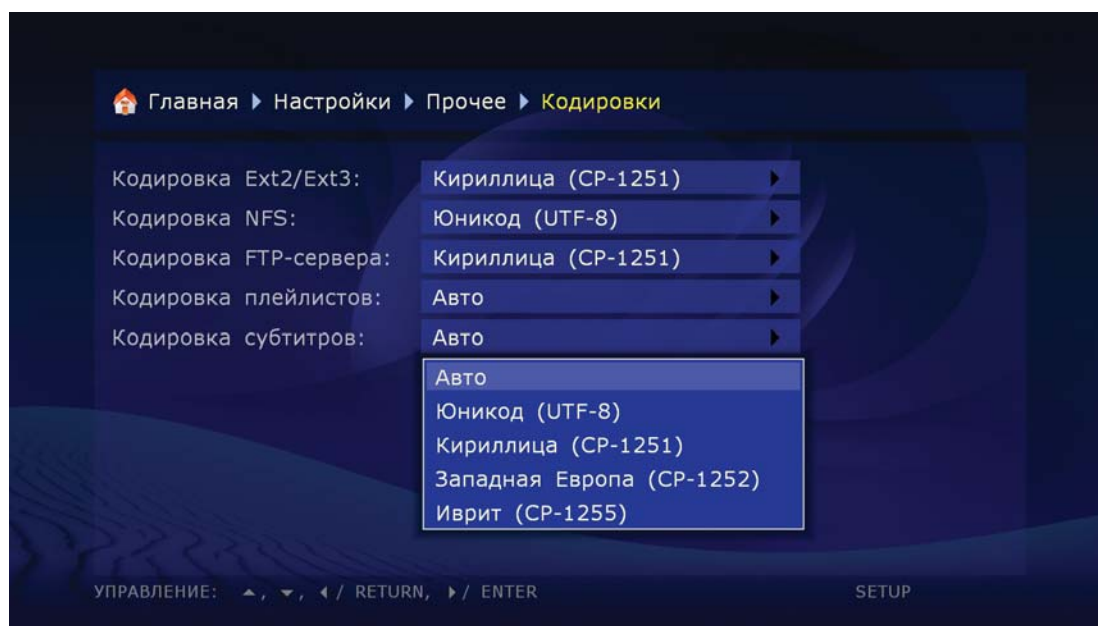 Главная ▶ Настройки ▶ Прочее ▶ Кодировки
Кодировка Ext2/Ext3: Кириллица (CP-1251)
Кодировка NFS: Юникод (UTF-8)
Кодировка FTP-сервера: Кириллица (CP-1251)
Кодировка плейлистов: Авто
Кодировка субтитров: Авто
Авто
Юникод (UTF-8)
Кириллица (CP-1251)
Западная Европа (CP-1252)
Иврит (CP-1255)
УПРАВЛЕНИЕ: ▲, ▼, ◀ / RETURN, ▶ / ENTER SETUP